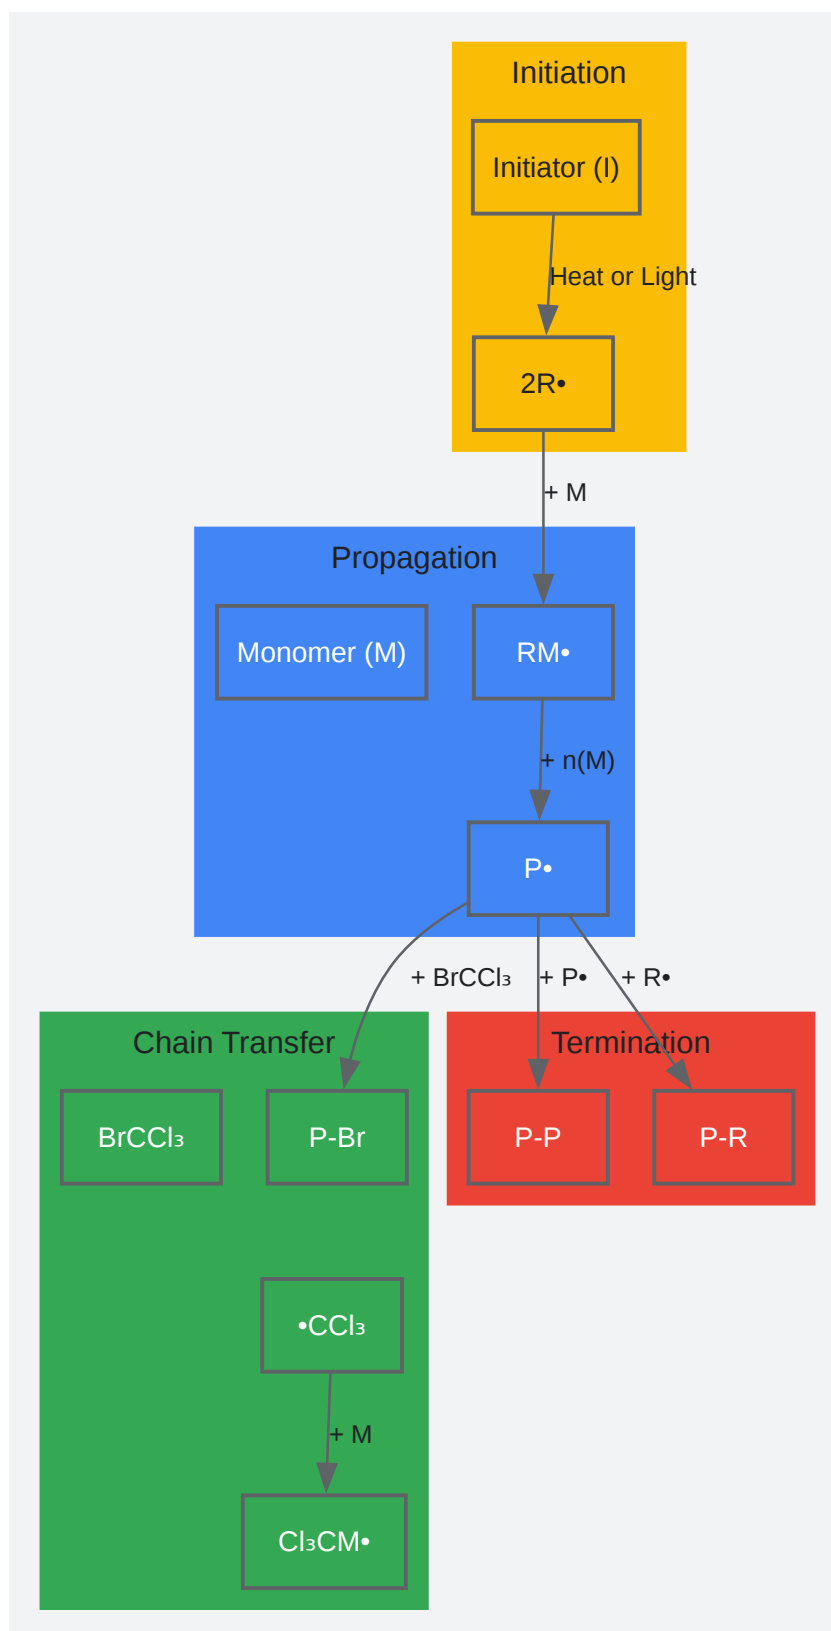 Initiation
Initiator (I)
Heat or Light
2R•
+ M
Propagation
Monomer (M)
RM•
+ n(M)
P•
+ BrCCl₃
+ P•
+ R•
Chain Transfer
Termination
BrCCl₃
P-Br
P-P
P-R
•CCl₃
+ M
Cl₃CM•